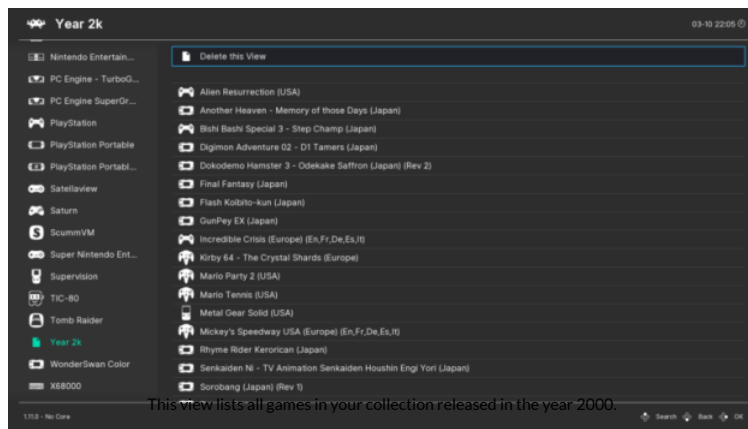 Year 2k
03-10 22:05
Nintendo Entertain...
PC Engine - TurboG...
PC Engine SuperGr...
PlayStation
PlayStation Portable
PlayStation Portabl...
Satellaview
Saturn
ScummVM
Super Nintendo Ent...
Supervision
TIC-80
Tomb Raider
Year 2k
WonderSwan Color
X68000
Delete this View
Alien Resurrection (USA)
Another Heaven - Memory of those Days (Japan)
Bishi Bashi Special 3 - Step Champ (Japan)
Digimon Adventure 02 - D1 Tamers (Japan)
Dokodemo Hamster 3 - Odekake Saffron (Japan) (Rev 2)
Final Fantasy (Japan)
Flash Koibito-kun (Japan)
GunPey EX (Japan)
Incredible Crisis (Europe) (En,Fr,De,Es,It)
Kirby 64 - The Crystal Shards (Europe)
Mario Party 2 (USA)
Mario Tennis (USA)
Metal Gear Solid (USA)
Mickey's Speedway USA (Europe) (En,Fr,De,Es,It)
Rhyme Rider Kerorican (Japan)
Senkaiden Ni - TV Animation Senkaiden Houshin Engi Yori (Japan)
Sorobang (Japan) (Rev 1)
This view lists all games in your collection released in the year 2000.
1.11.0 - No Core
Search
Back
OK